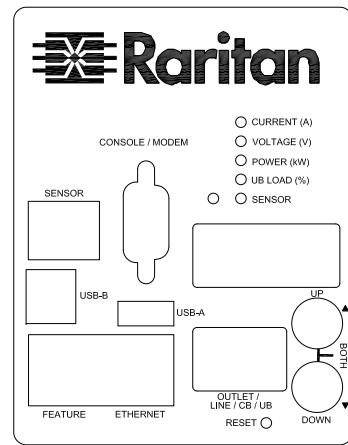 Raritan
CURRENT (A)
VOLTAGE (V)
CONSOLE / MODEM
POWER (kW)
UB LOAD (%)
SENSOR
SENSOR
USB-B
USB-A
UP
BOTH
DOWN
OUTLET /
LINE / CB / UB
FEATURE
ETHERNET
RESET